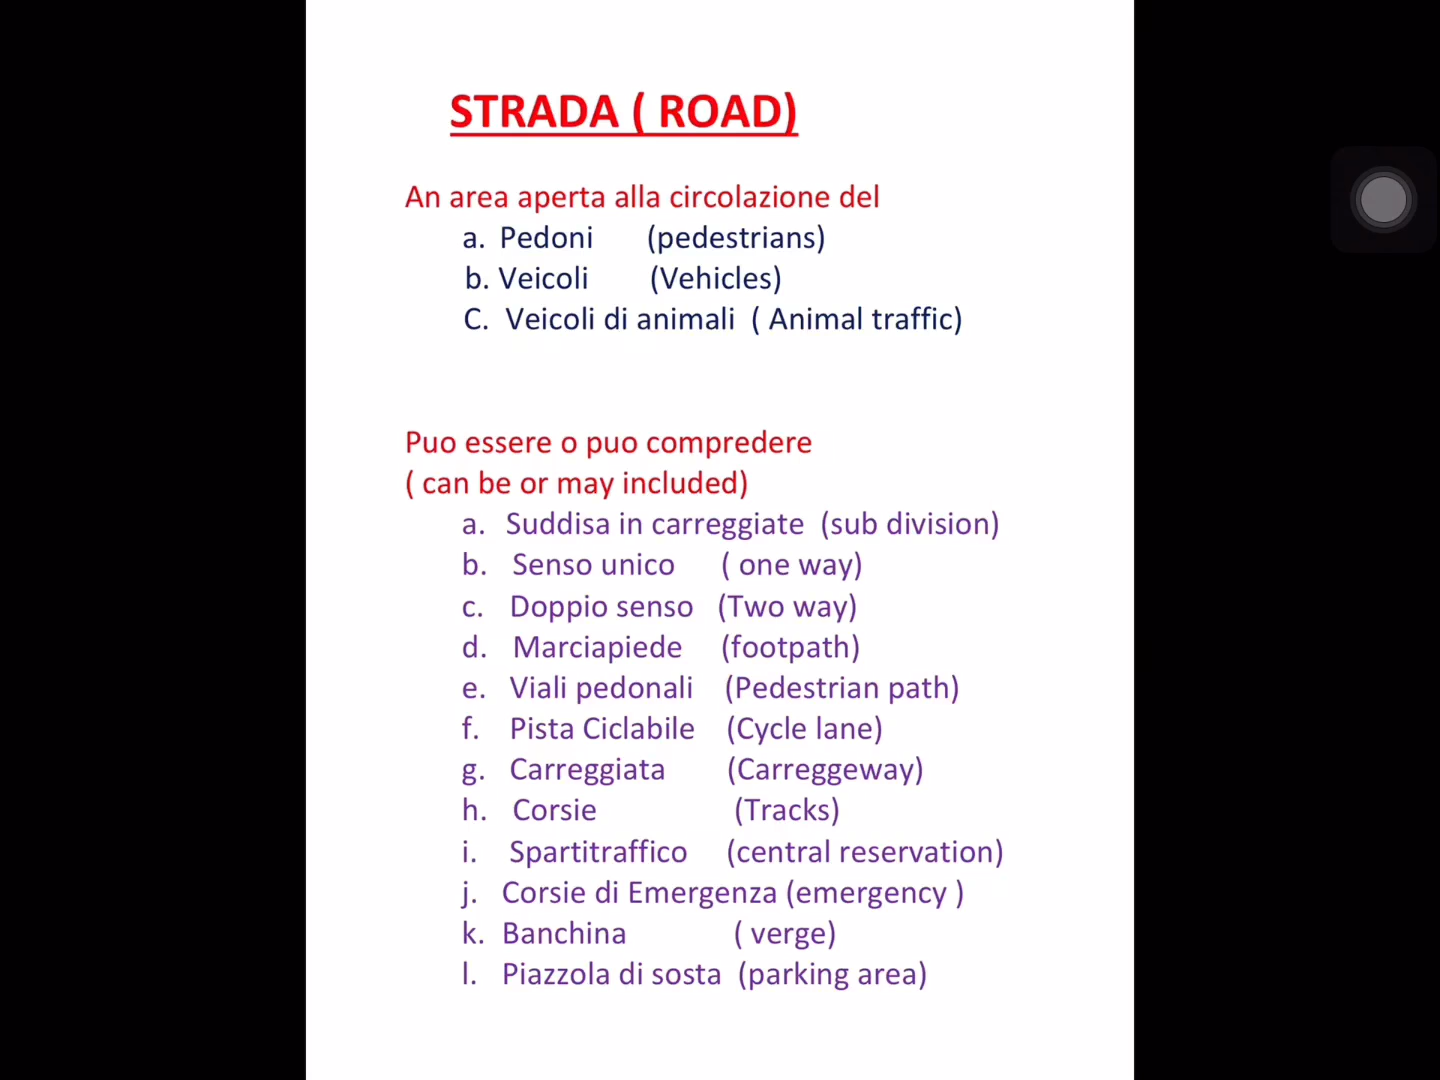 STRADA ( ROAD)
An area aperta alla circolazione del
a. Pedoni (pedestrians)
b. Veicoli (Vehicles)
C. Veicoli di animali ( Animal traffic)
Puo essere o puo compredere
( can be or may included)
a. Suddisa in carreggiate (sub division)
b. Senso unico ( one way)
c. Doppio senso (Two way)
d. Marciapiede (footpath)
e. Viali pedonali (Pedestrian path)
f. Pista Ciclabile (Cycle lane)
g. Carreggiata (Carreggeway)
h. Corsie (Tracks)
i. Spartitraffico (central reservation)
j. Corsie di Emergenza (emergency )
k. Banchina ( verge)
l. Piazzola di sosta (parking area)